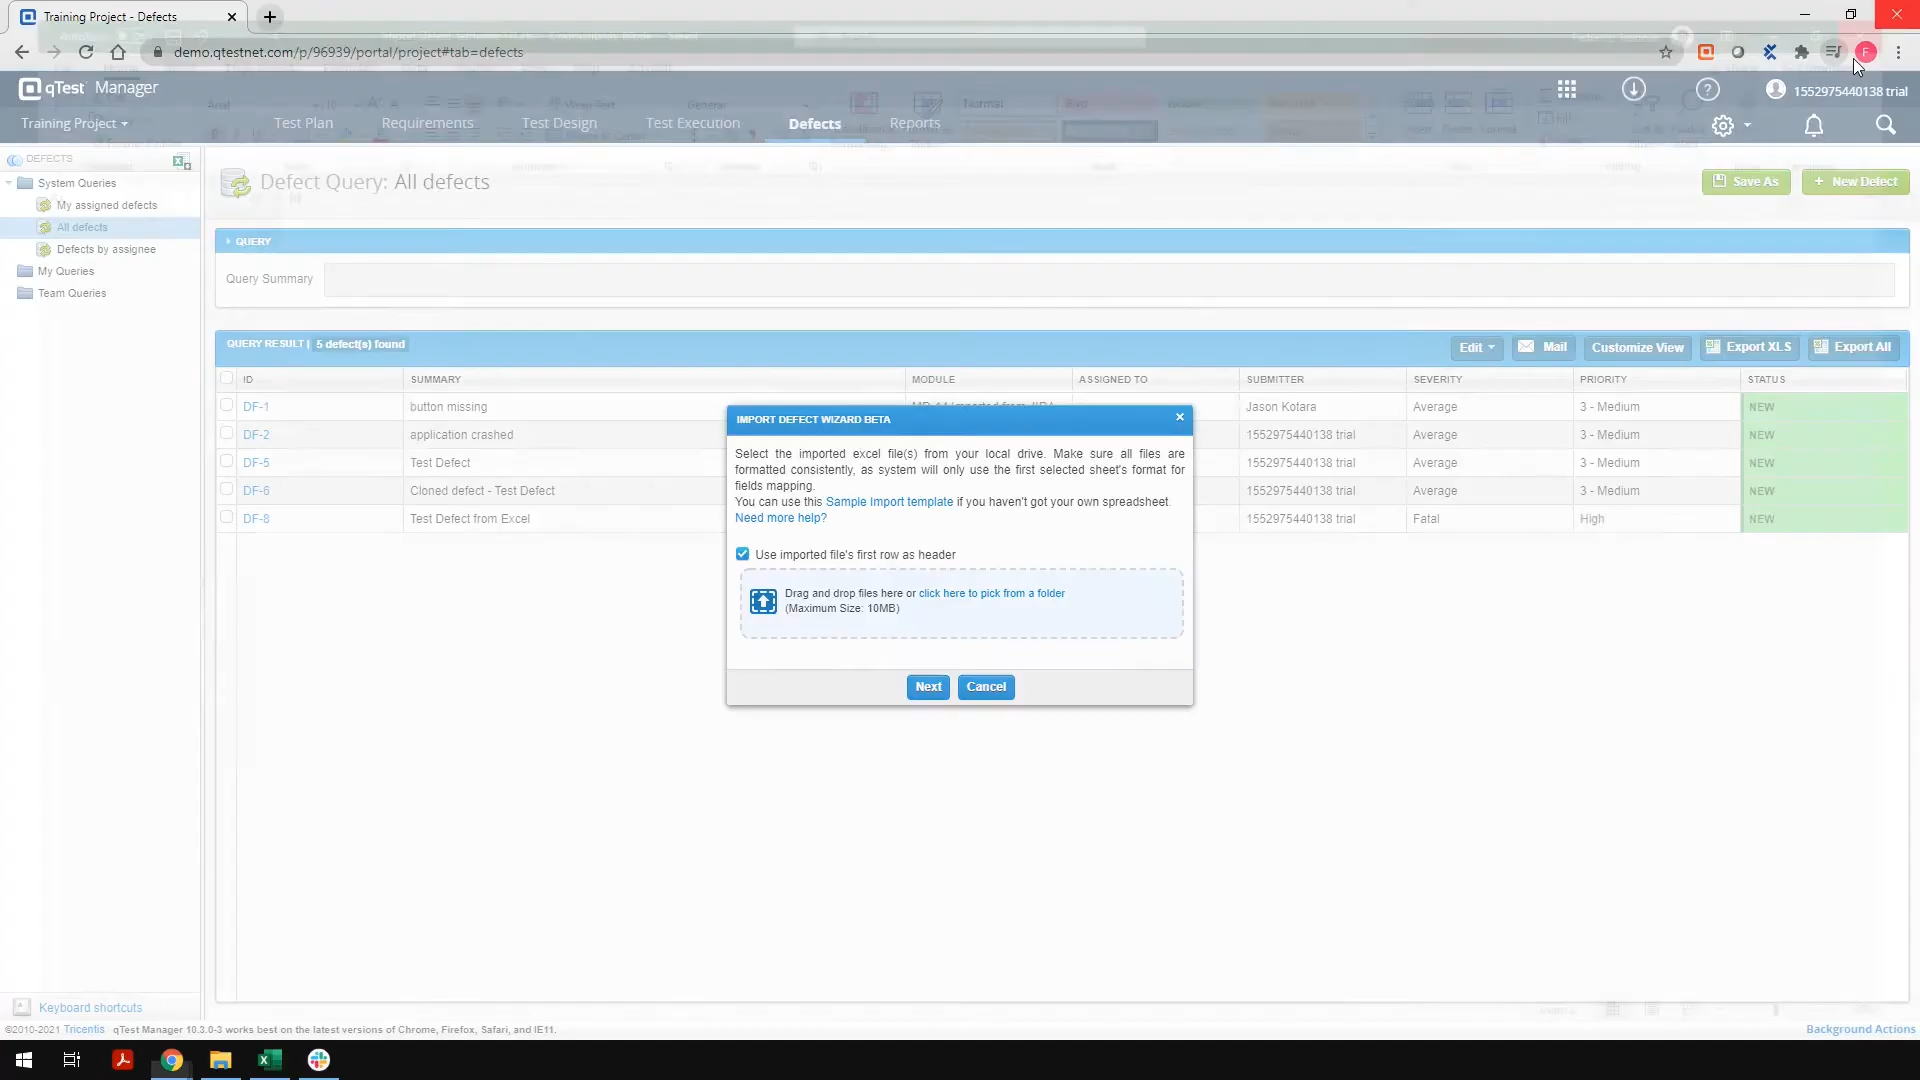 Training Project - Defects
demo.qtestnet.com/p/96939/portal/project#tab=defects
F
qTest Manager
1552975440138 trial
Training Project
Test Plan
Requirements
Test Design
Test Execution
Defects
Reports
DEFECTS
System Queries
My assigned defects
All defects
Defects by assignee
My Queries
Team Queries
Defect Query: All defects
Save As
+ New Defect
QUERY
Query Summary
QUERY RESULT | 5 defect(s) found
Edit
Mail
Customize View
Export XLS
Export All
ID SUMMARY MODULE ASSIGNED TO SUBMITTER SEVERITY PRIORITY STATUS
DF-1 button missing Jason Kotara Average 3 - Medium NEW
DF-2 application crashed 1552975440138 trial Average 3 - Medium NEW
DF-5 Test Defect 1552975440138 trial Average 3 - Medium NEW
DF-6 Cloned defect - Test Defect 1552975440138 trial Average 3 - Medium NEW
DF-8 Test Defect from Excel 1552975440138 trial Fatal High NEW
IMPORT DEFECT WIZARD BETA
Select the imported excel file(s) from your local drive. Make sure all files are
formatted consistently, as system will only use the first selected sheet's format for
fields mapping.
You can use this Sample Import template if you haven't got your own spreadsheet.
Need more help?
Use imported file's first row as header
Drag and drop files here or click here to pick from a folder
(Maximum Size: 10MB)
Next
Cancel
Keyboard shortcuts
©2010-2021 Tricentis qTest Manager 10.3.0-3 works best on the latest versions of Chrome, Firefox, Safari, and IE11.
Background Actions